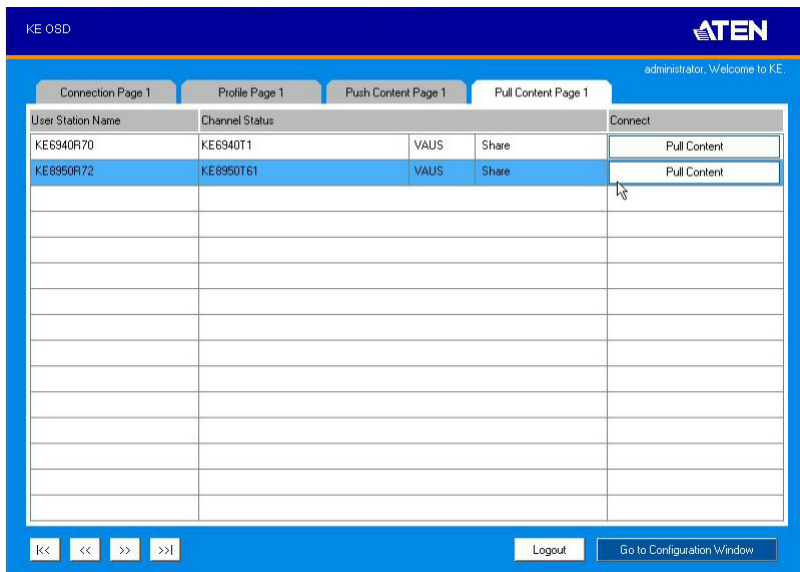 KE OSD
ATEN
administrator, Welcome to KE.
Connection Page 1 Profile Page 1 Push Content Page 1 Pull Content Page 1
User Station Name Channel Status Connect
KE6940R70 KE6940T1 VAUS Share Pull Content
KE8950R72 KE8950T61 VAUS Share Pull Content
|<< << >> >>| Logout Go to Configuration Window